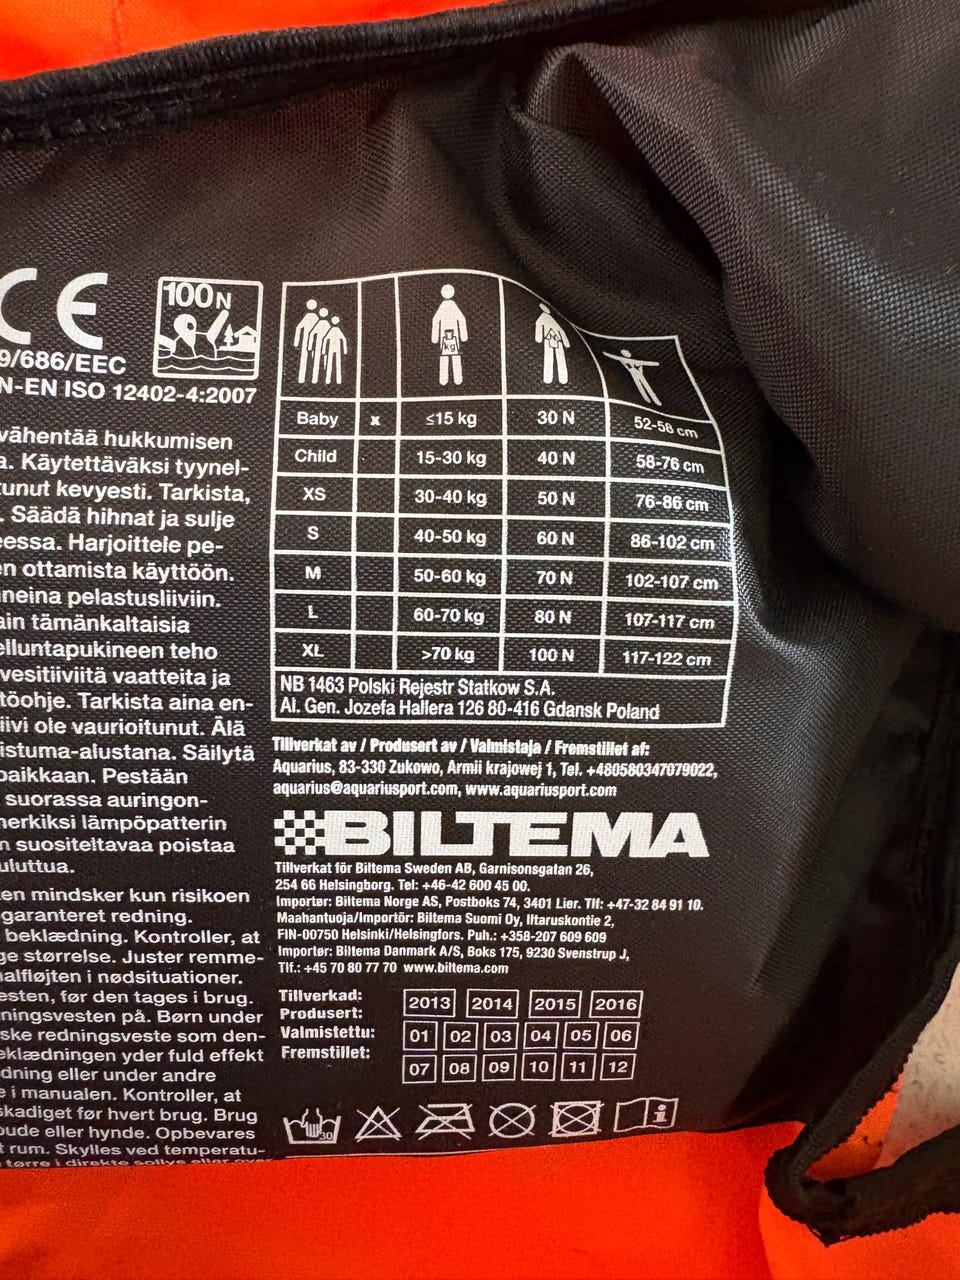 CE
100N
9/686/EEC
N-EN ISO 12402-4:2007
vähentää hukkumisen
a. Käytettäväksi tyynel-
tunut kevyesti. Tarkista,
. Säädä hihnat ja sulje
eessa. Harjoittele pe-
en ottamista käyttöön.
neina pelastusliiviin.
ain tämänkaltaisia
elluntapukineen teho
vesitiiviitä vaatteita ja
töohje. Tarkista aina en-
iivi ole vaurioitunut. Älä
istuma-alustana. Säilytä
paikkaan. Pestään
suorassa auringon-
merkiksi lämpöpatterin
n suositeltavaa poistaa
uluttua.
en mindsker kun risikoen
garanteret redning.
beklædning. Kontroller, at
ge størrelse. Juster remme-
nalfløjten i nødsituationer.
esten, før den tages i brug.
ningsvesten på. Børn under
ske redningsveste som den-
eklædningen yder fuld effekt
dning eller under andre
e i manualen. Kontroller, at
skadiget før hvert brug. Brug
pude eller hynde. Opbevares
t rum. Skylles ved temperatu-
tørre i direkte sollys eller over
kg
Baby x ≤15 kg 30 N 52-58 cm
Child 15-30 kg 40 N 58-76 cm
XS 30-40 kg 50 N 76-86 cm
S 40-50 kg 60 N 86-102 cm
M 50-60 kg 70 N 102-107 cm
L 60-70 kg 80 N 107-117 cm
XL >70 kg 100 N 117-122 cm
NB 1463 Polski Rejestr Statkow S.A.
Al. Gen. Jozefa Hallera 126 80-416 Gdansk Poland
Tillverkat av / Produsert av / Valmistaja / Fremstillet af:
Aquarius, 83-330 Zukowo, Armii krajowej 1, Tel. +480580347079022,
aquarius@aquariusport.com, www.aquariusport.com
BILTEMA
Tillverkat för Biltema Sweden AB, Garnisonsgatan 26,
254 66 Helsingborg. Tel: +46-42 600 45 00.
Importør: Biltema Norge AS, Postboks 74, 3401 Lier. Tlf: +47-32 84 91 10.
Maahantuoja/Importör: Biltema Suomi Oy, Iltaruskontie 2,
FIN-00750 Helsinki/Helsingfors. Puh.: +358-207 609 609
Importør: Biltema Danmark A/S, Boks 175, 9230 Svenstrup J,
Tlf.: +45 70 80 77 70 www.biltema.com
Tillverkad:
Produsert:
Valmistettu:
Fremstillet:
2013 2014 2015 2016
01 02 03 04 05 06
07 08 09 10 11 12
30